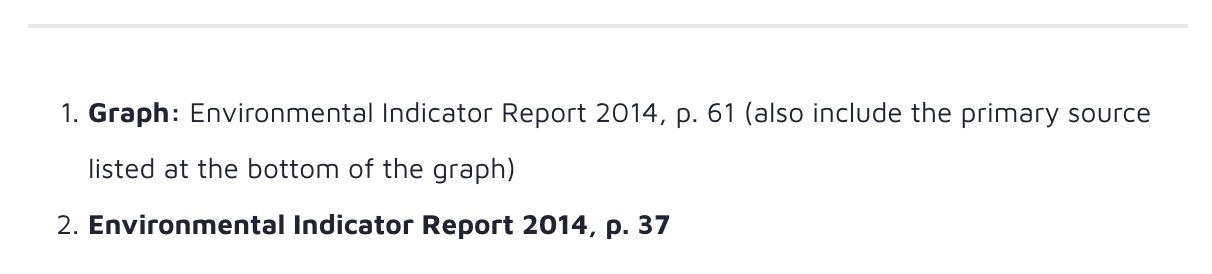 1. Graph: Environmental Indicator Report 2014, p. 61 (also include the primary source
listed at the bottom of the graph)
2. Environmental Indicator Report 2014, p. 37